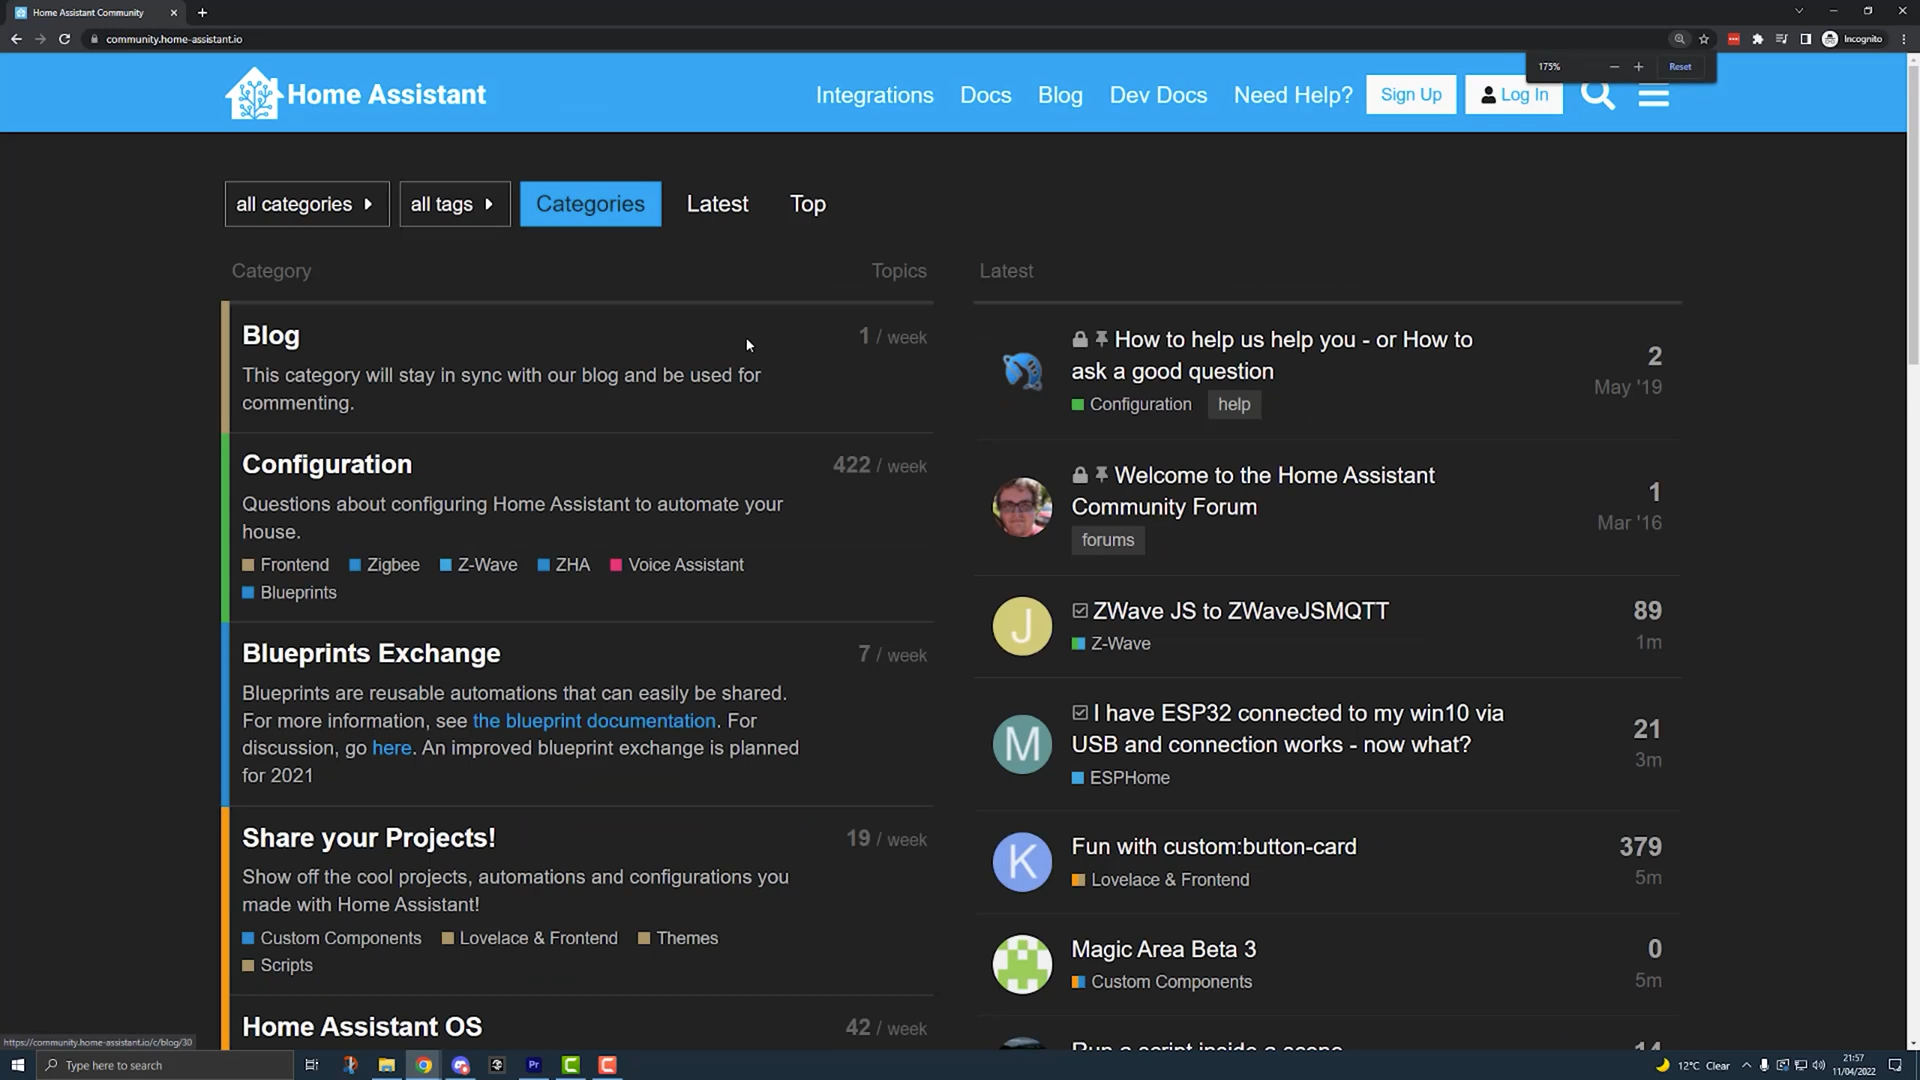 Home Assistant Community
community.home-assistant.io
Incognito
175%
Reset
Home Assistant
Integrations
Docs
Blog
Dev Docs
Need Help?
Sign Up
Log In
all categories
all tags
Categories
Latest
Top
Category
Topics
Blog
1 / week
This category will stay in sync with our blog and be used for
commenting.
Configuration
422 / week
Questions about configuring Home Assistant to automate your
house.
Frontend
Zigbee
Z-Wave
ZHA
Voice Assistant
Blueprints
Blueprints Exchange
7 / week
Blueprints are reusable automations that can easily be shared.
For more information, see the blueprint documentation. For
discussion, go here. An improved blueprint exchange is planned
for 2021
Share your Projects!
19 / week
Show off the cool projects, automations and configurations you
made with Home Assistant!
Custom Components
Lovelace & Frontend
Themes
Scripts
Home Assistant OS
42 / week
Latest
How to help us help you - or How to
ask a good question
Configuration
help
2
May '19
Welcome to the Home Assistant
Community Forum
forums
1
Mar '16
J
ZWave JS to ZWaveJSMQTT
Z-Wave
89
1m
M
I have ESP32 connected to my win10 via
USB and connection works - now what?
ESPHome
21
3m
K
Fun with custom:button-card
Lovelace & Frontend
379
5m
Magic Area Beta 3
Custom Components
0
5m
Run a script inside a scene
14
https://community.home-assistant.io/c/blog/30
Type here to search
Pr
12°C Clear
21:57
11/04/2022